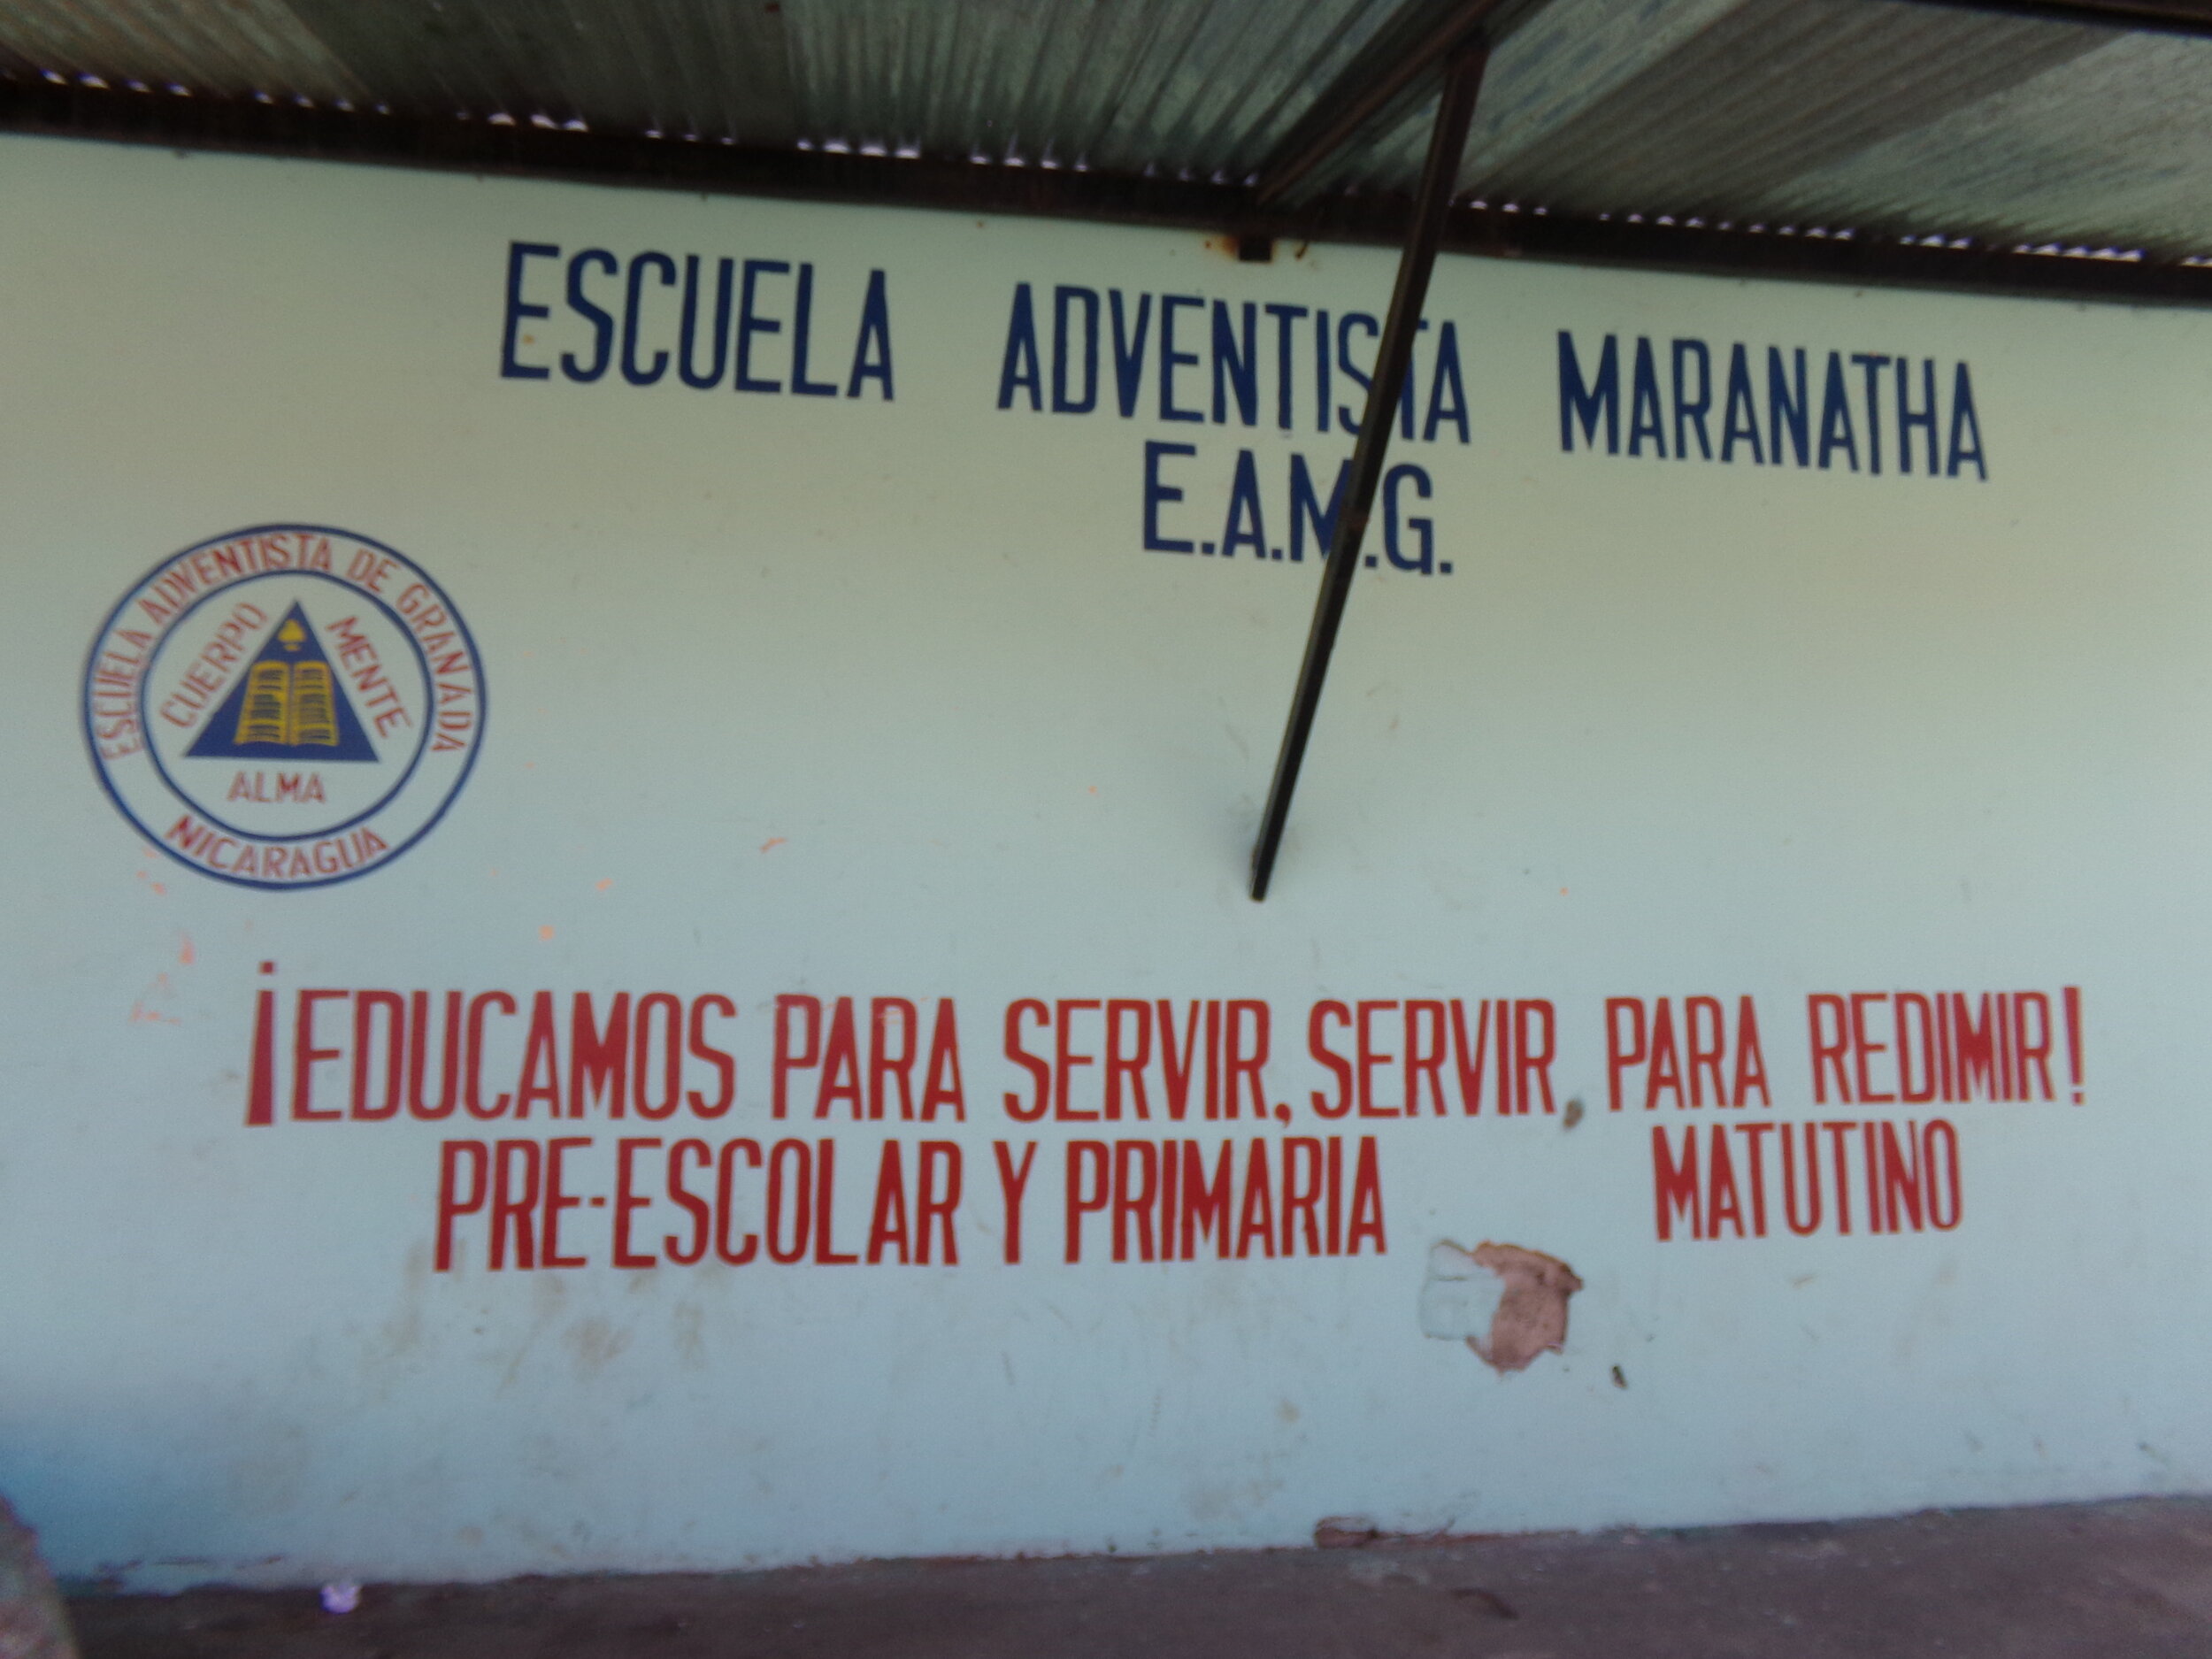 ESCUELA ADVENTISTA MARANATHA
E.A.M.G.
ESCUELA ADVENTISTA DE GRANADA
CUERPO MENTE
ALMA
NICARAGUA
¡EDUCAMOS PARA SERVIR, SERVIR, PARA REDIMIR!
PRE-ESCOLAR Y PRIMARIA MATUTINO